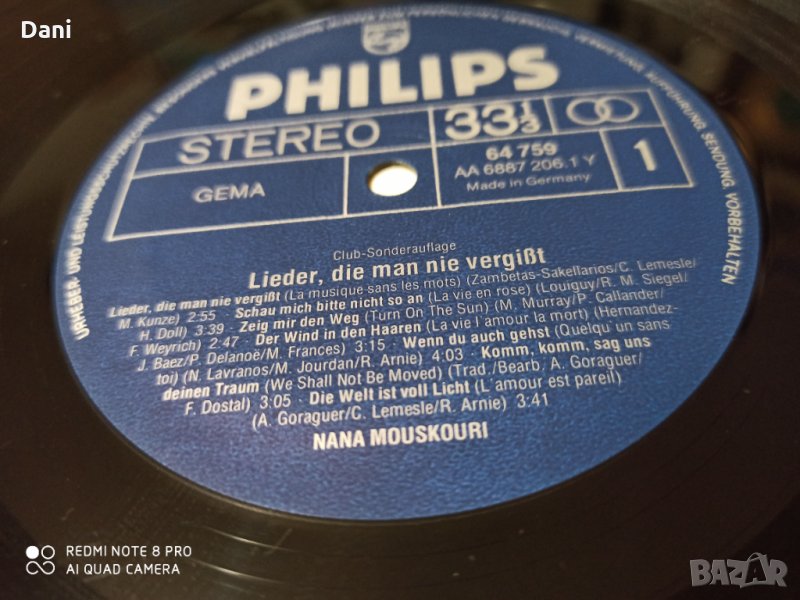 Dani
PHILIPS
STEREO
33 1/3
GEMA
64 759
AA 6887 206.1 Y
Made in Germany
1
Club-Sonderauflage
Lieder, die man nie vergißt
Lieder, die man nie vergißt (La musique sans les mots) (Zambetas-Sakellarios/C. Lemesle/
M. Kunze) 2:55 · Schau mich bitte nicht so an (La vie en rose) (Louiguy/R. M. Siegel/
H. Doll) 3:39 · Zeig mir den Weg (Turn On The Sun) (M. Murray/P. Callander/
F. Weyrich) 2:47 · Der Wind in den Haaren (La vie l'amour la mort) (Hernandez-
J. Baez/P. Delanoë/M. Frances) 3:15 · Wenn du auch gehst (Quelqu'un sans
toi) (N. Lavranos/M. Jourdan/R. Arnie) 4:03 · Komm, komm, sag uns
deinen Traum (We Shall Not Be Moved) (Trad./Bearb. A. Goraguer/
F. Dostal) 3:05 · Die Welt ist voll Licht (L'amour est pareil)
(A. Goraguer/C. Lemesle/R. Arnie) 3:41
NANA MOUSKOURI
URHEBER- UND LEISTUNGSSCHUTZRECHTE
AUFFÜHRUNG, SENDUNG VORBEHALTEN
REDMI NOTE 8 PRO
AI QUAD CAMERA
BAZAR